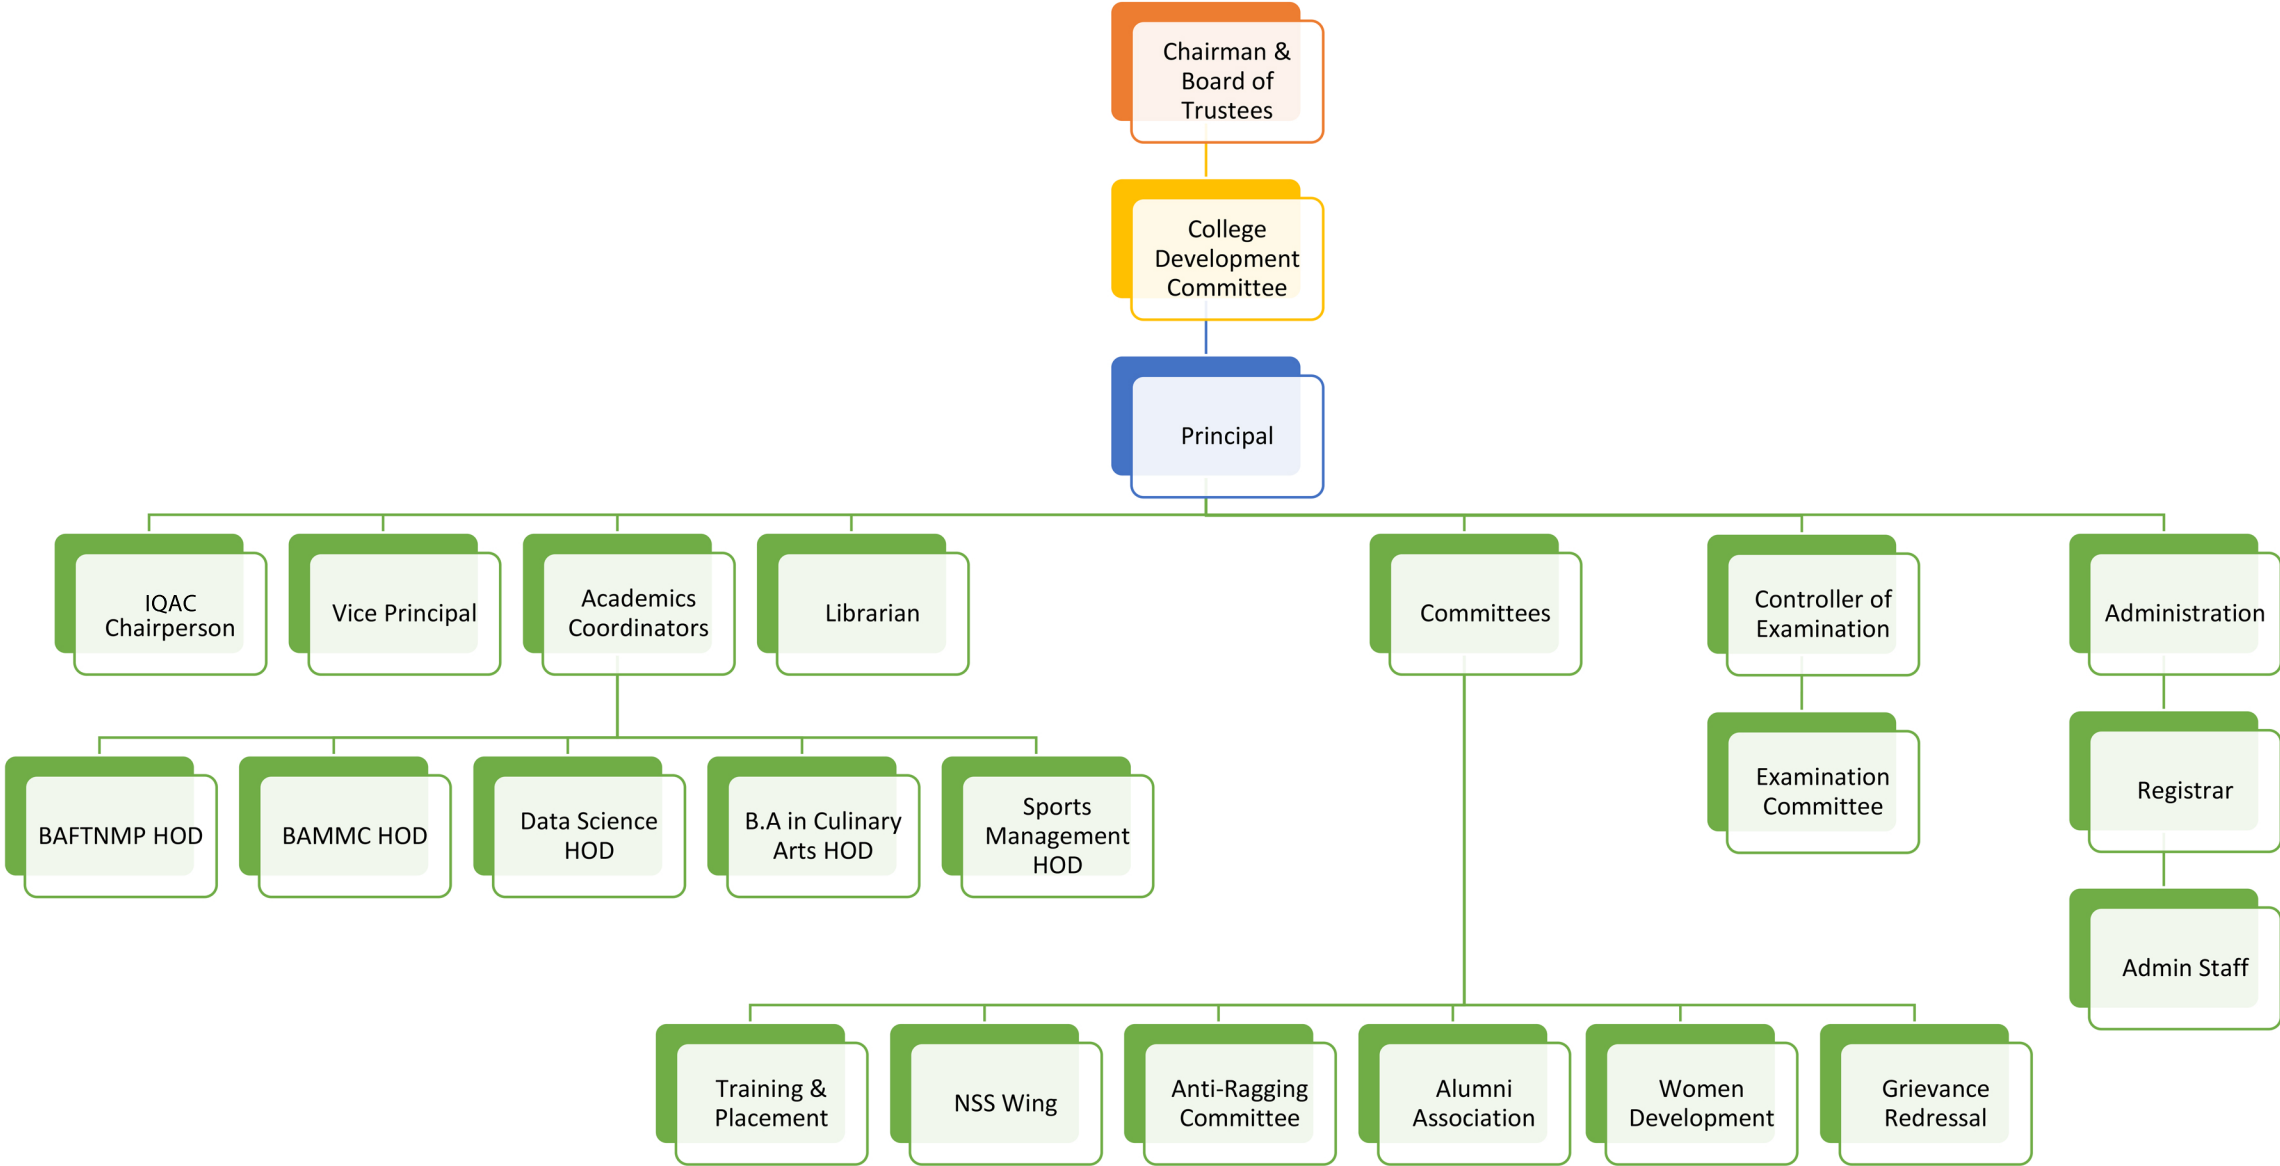 Chairman &
Board of
Trustees
College
Development
Committee
Principal
IQAC
Chairperson
Vice Principal
Academics
Coordinators
Librarian
Committees
Controller of
Examination
Administration
BAFTNMP HOD
BAMMC HOD
Data Science
HOD
B.A in Culinary
Arts HOD
Sports
Management
HOD
Examination
Committee
Registrar
Admin Staff
Training &
Placement
NSS Wing
Anti-Ragging
Committee
Alumni
Association
Women
Development
Grievance
Redressal